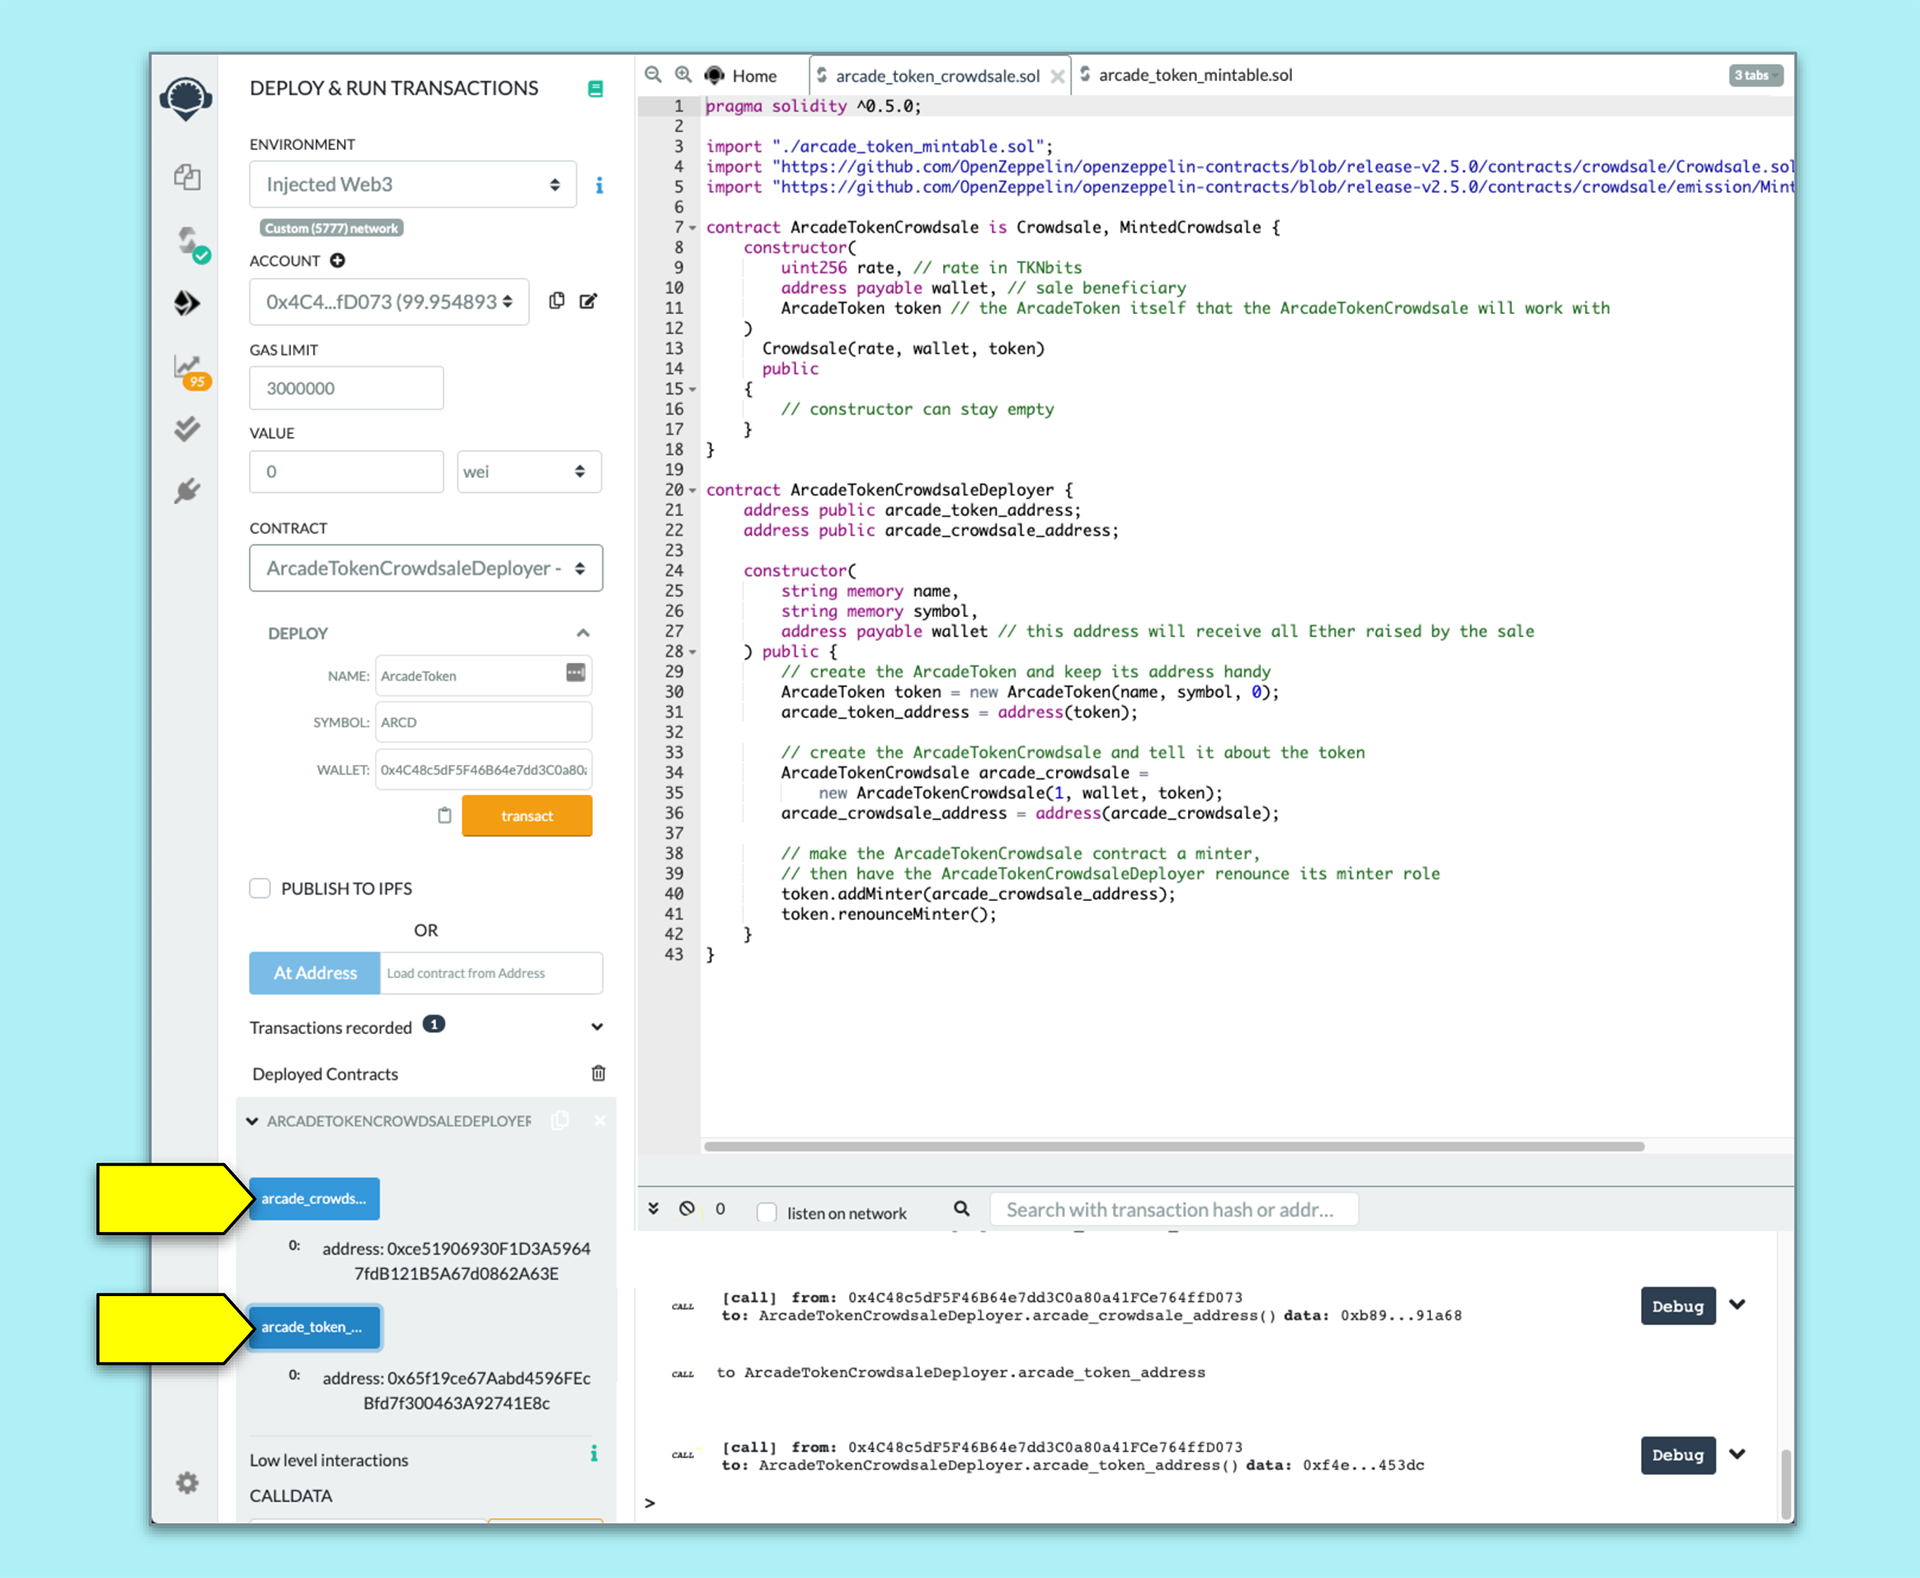 DEPLOY & RUN TRANSACTIONS
ENVIRONMENT
Injected Web3
Custom (5777) network
ACCOUNT
0x4C4...fD073 (99.954893
GAS LIMIT
3000000
VALUE
0
wei
CONTRACT
ArcadeTokenCrowdsaleDeployer -
DEPLOY
NAME: ArcadeToken
SYMBOL: ARCD
WALLET: 0x4C48c5dF5F46B64e7dd3C0a80
transact
PUBLISH TO IPFS
OR
At Address
Load contract from Address
Transactions recorded 1
Deployed Contracts
ARCADETOKENCROWDSALEDEPLOYER
arcade_crowds...
0: address: 0xce51906930F1D3A5964
7fdB121B5A67d0862A63E
arcade_token_...
0: address: 0x65f19ce67Aabd4596FEc
Bfd7f300463A92741E8c
Low level interactions
CALLDATA
95
Home
arcade_token_crowdsale.sol
arcade_token_mintable.sol
3 tabs
1 pragma solidity ^0.5.0;
2
3 import "./arcade_token_mintable.sol";
4 import "https://github.com/OpenZeppelin/openzeppelin-contracts/blob/release-v2.5.0/contracts/crowdsale/Crowdsale.sol
5 import "https://github.com/OpenZeppelin/openzeppelin-contracts/blob/release-v2.5.0/contracts/crowdsale/emission/Mint
6
7 contract ArcadeTokenCrowdsale is Crowdsale, MintedCrowdsale {
8 constructor(
9 uint256 rate, // rate in TKNbits
10 address payable wallet, // sale beneficiary
11 ArcadeToken token // the ArcadeToken itself that the ArcadeTokenCrowdsale will work with
12 )
13 Crowdsale(rate, wallet, token)
14 public
15 {
16 // constructor can stay empty
17 }
18 }
19
20 contract ArcadeTokenCrowdsaleDeployer {
21 address public arcade_token_address;
22 address public arcade_crowdsale_address;
23
24 constructor(
25 string memory name,
26 string memory symbol,
27 address payable wallet // this address will receive all Ether raised by the sale
28 ) public {
29 // create the ArcadeToken and keep its address handy
30 ArcadeToken token = new ArcadeToken(name, symbol, 0);
31 arcade_token_address = address(token);
32
33 // create the ArcadeTokenCrowdsale and tell it about the token
34 ArcadeTokenCrowdsale arcade_crowdsale =
35 new ArcadeTokenCrowdsale(1, wallet, token);
36 arcade_crowdsale_address = address(arcade_crowdsale);
37
38 // make the ArcadeTokenCrowdsale contract a minter,
39 // then have the ArcadeTokenCrowdsaleDeployer renounce its minter role
40 token.addMinter(arcade_crowdsale_address);
41 token.renounceMinter();
42 }
43 }
0
listen on network
Search with transaction hash or addr...
CALL [call] from: 0x4C48c5dF5F46B64e7dd3C0a80a41FCe764ffD073
to: ArcadeTokenCrowdsaleDeployer.arcade_crowdsale_address() data: 0xb89...91a68
Debug
CALL to ArcadeTokenCrowdsaleDeployer.arcade_token_address
CALL [call] from: 0x4C48c5dF5F46B64e7dd3C0a80a41FCe764ffD073
to: ArcadeTokenCrowdsaleDeployer.arcade_token_address() data: 0xf4e...453dc
Debug
>